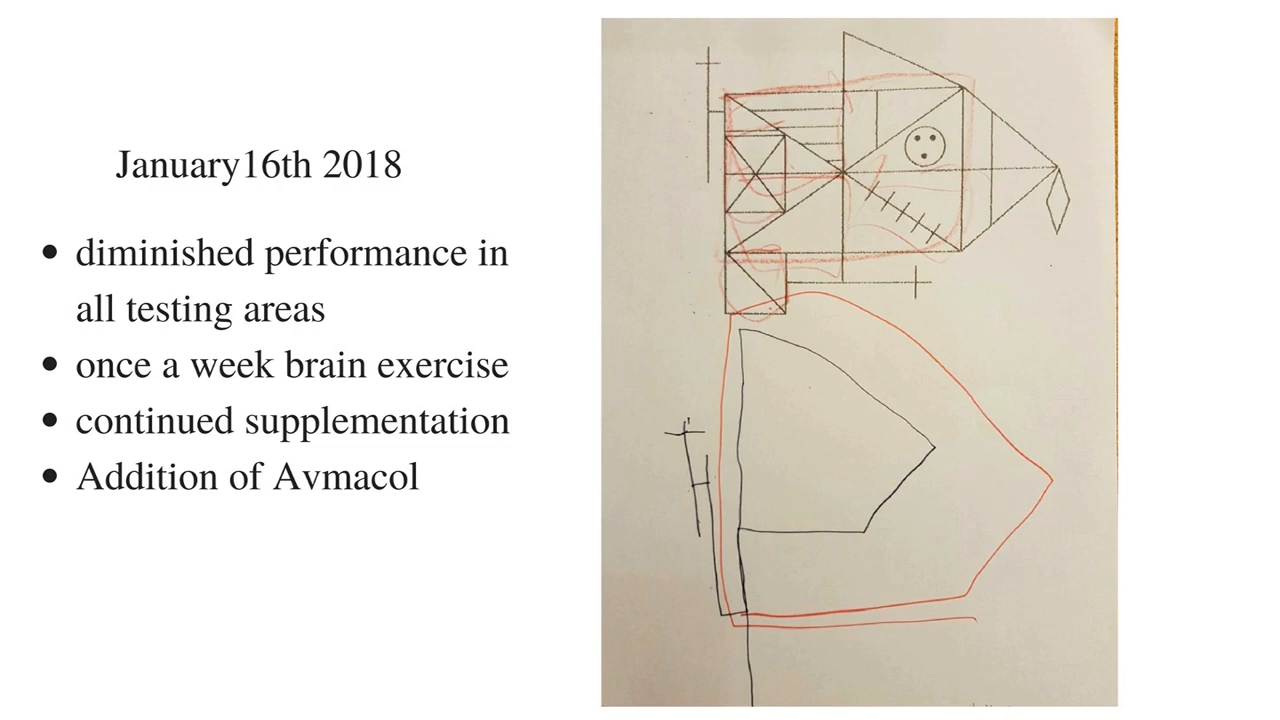 January16th 2018
• diminished performance in
all testing areas
• once a week brain exercise
• continued supplementation
• Addition of Avmacol